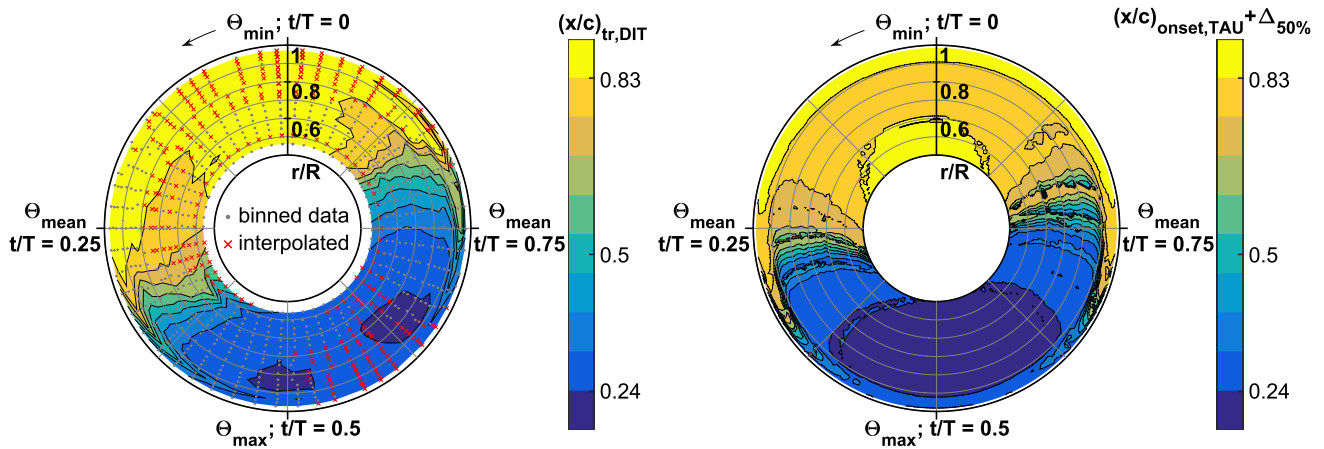 Θmin; t/T = 0
(x/c)tr,DIT
1
0.8
0.6
r/R
Θmean
t/T = 0.25
• binned data
× interpolated
Θmean
t/T = 0.75
Θmax; t/T = 0.5
0.83
0.5
0.24
Θmin; t/T = 0
(x/c)onset,TAU+Δ50%
1
0.8
0.6
r/R
Θmean
t/T = 0.25
Θmean
t/T = 0.75
Θmax; t/T = 0.5
0.83
0.5
0.24